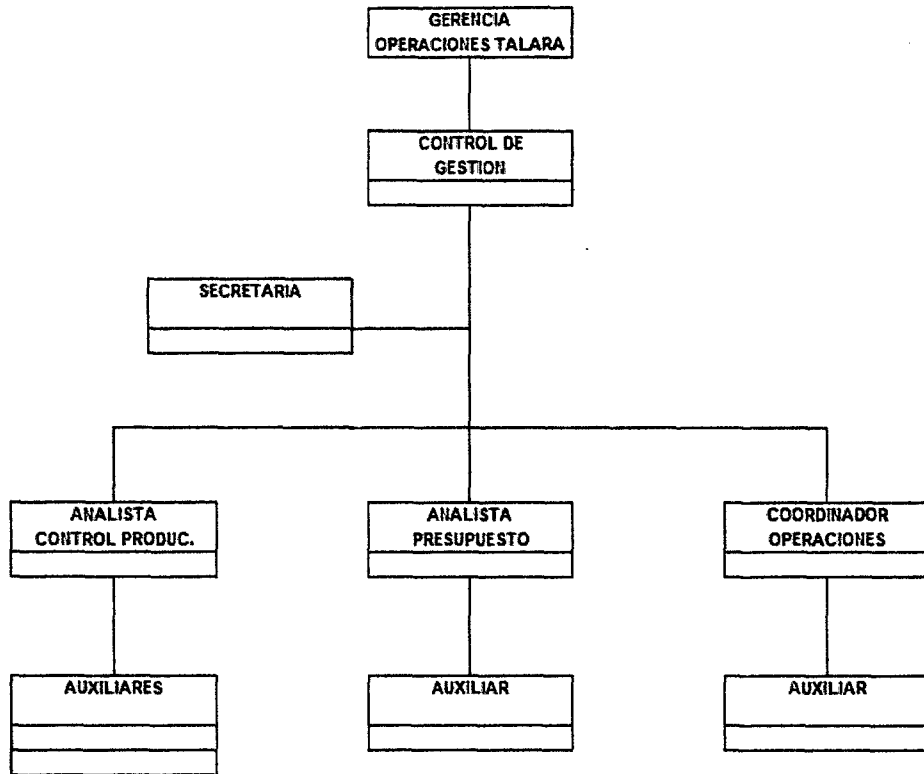 GERENCIA
OPERACIONES TALARA
CONTROL DE
GESTION
SECRETARIA
ANALISTA
CONTROL PRODUC.
ANALISTA
PRESUPUESTO
COORDINADOR
OPERACIONES
AUXILIARES
AUXILIAR
AUXILIAR